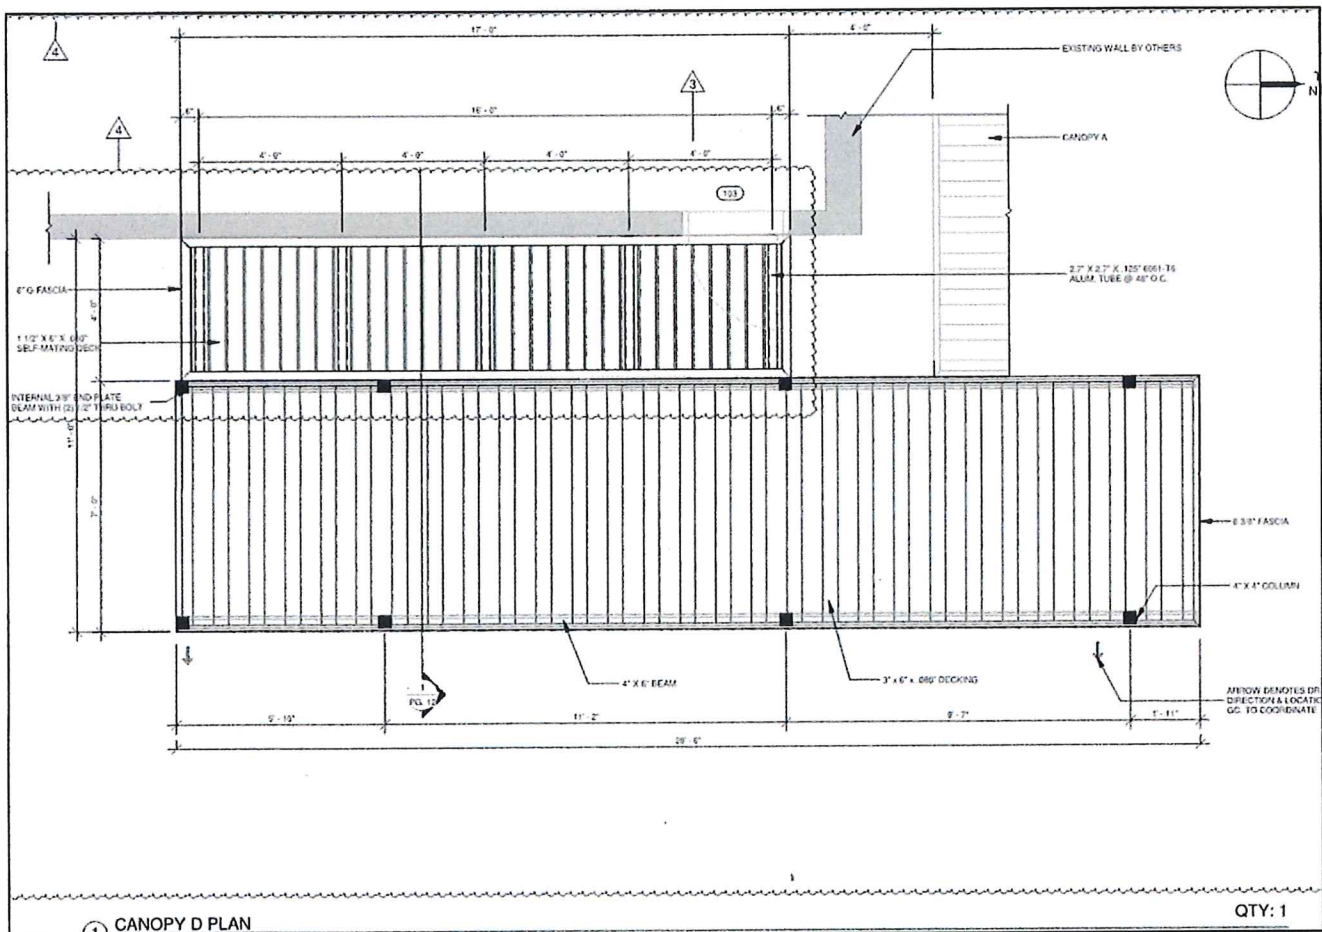 17' - 0"
4' - 0"
EXISTING WALL BY OTHERS
4
3
N
6"
16' - 0"
6"
4
CANOPY A
4' - 0"
4' - 0"
4' - 0"
4' - 0"
103
2.7" X 2.7" X .125" 6061-T6
ALUM. TUBE @ 48" O.C.
FASCIA
4' - 0"
1 1/2" X 6" X
SELF-MATING DECK
INTERNAL 3/8" END PLATE
BEAM WITH (2) 1/2" THRU BOLT
11' - 0"
7' - 0"
8 3/8" FASCIA
4" X 4" COLUMN
4" X 6" BEAM
3" x 6" x .080" DECKING
1
PG. 12
ARROW DENOTES
DIRECTION &
GC. TO COORDINATE
5' - 10"
11' - 2"
9' - 7"
1' - 11"
28' - 6"
QTY: 1
1
CANOPY D PLAN